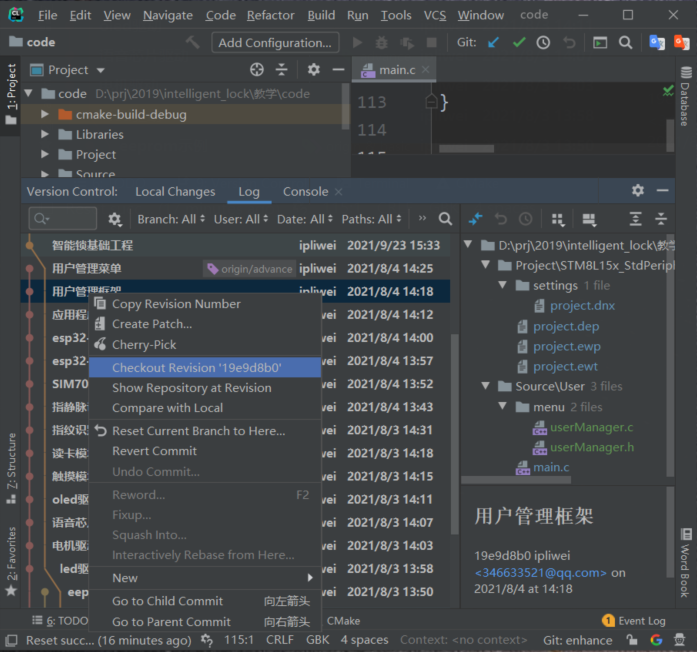 File Edit View Navigate Code Refactor Build Run Tools VCS Window code
code Add Configuration... Git:
1: Project
Project
main.c
Database
code D:\prj\2019\intelligent_lock\教学\code
cmake-build-debug
Libraries
Project
Source
113 }
114
Version Control: Local Changes Log Console
Branch: All User: All Date: All Paths: All
智能锁基础工程 ipliwei 2021/9/23 15:33
用户管理菜单 origin/advance ipliwei 2021/8/4 14:25
用户管理框架 ipliwei 2021/8/4 14:18
应用程 ipliwei 2021/8/4 14:12
esp32- ipliwei 2021/8/4 14:00
esp32- ipliwei 2021/8/4 13:57
SIM70 ipliwei 2021/8/4 13:52
指静脉 ipliwei 2021/8/4 13:43
指纹识 ipliwei 2021/8/3 14:31
读卡模 ipliwei 2021/8/3 14:18
触摸模 ipliwei 2021/8/3 14:15
oled驱 ipliwei 2021/8/3 14:11
语音芯 ipliwei 2021/8/3 14:07
电机驱 ipliwei 2021/8/3 14:03
led驱 ipliwei 2021/8/3 13:58
eep ipliwei 2021/8/3 13:50
Copy Revision Number
Create Patch...
Cherry-Pick
Checkout Revision '19e9d8b0'
Show Repository at Revision
Compare with Local
Reset Current Branch to Here...
Revert Commit
Undo Commit...
Reword... F2
Fixup...
Squash Into...
Interactively Rebase from Here...
New
Go to Child Commit 向左箭头
Go to Parent Commit 向右箭头
D:\prj\2019\intelligent_lock\教学
Project\STM8L15x_StdPeriph
settings 1 file
project.dnx
project.dep
project.ewp
project.ewt
Source\User 3 files
menu 2 files
userManager.c
userManager.h
main.c
用户管理框架
19e9d8b0 ipliwei
<346633521@qq.com> on
2021/8/4 at 14:18
Z: Structure
2: Favorites
Word Book
6: TODO CMake 1 Event Log
Reset succ... (16 minutes ago) 115:1 CRLF GBK 4 spaces Context: <no context> Git: enhance